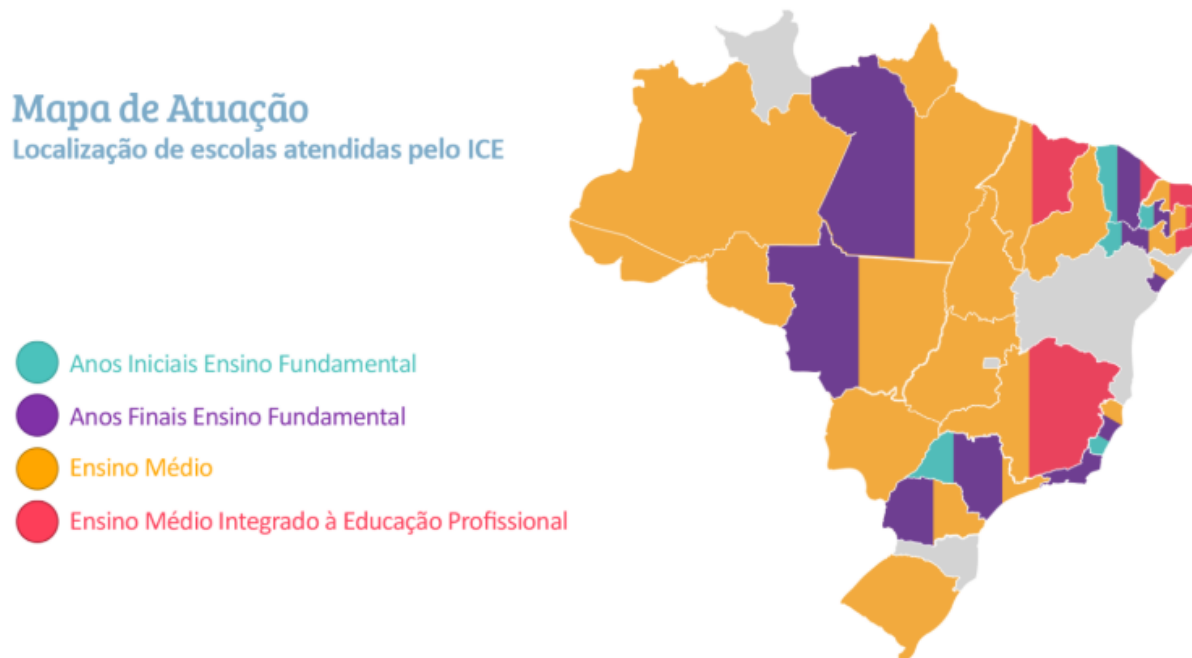 Mapa de Atuação
Localização de escolas atendidas pelo ICE
Anos Iniciais Ensino Fundamental
Anos Finais Ensino Fundamental
Ensino Médio
Ensino Médio Integrado à Educação Profissional